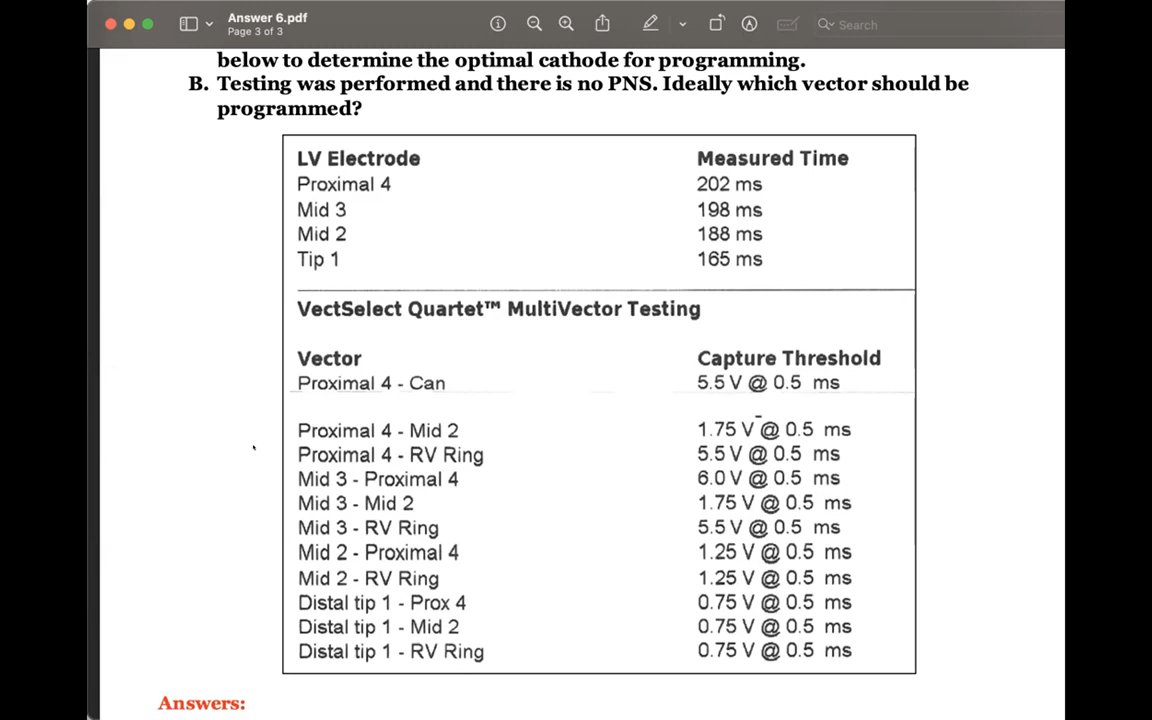 Answer 6.pdf
Page 3 of 3
Search
below to determine the optimal cathode for programming.
B. Testing was performed and there is no PNS. Ideally which vector should be
programmed?
LV Electrode Measured Time
Proximal 4 202 ms
Mid 3 198 ms
Mid 2 188 ms
Tip 1 165 ms
VectSelect Quartet™ MultiVector Testing
Vector Capture Threshold
Proximal 4 - Can 5.5 V @ 0.5 ms
Proximal 4 - Mid 2 1.75 V @ 0.5 ms
Proximal 4 - RV Ring 5.5 V @ 0.5 ms
Mid 3 - Proximal 4 6.0 V @ 0.5 ms
Mid 3 - Mid 2 1.75 V @ 0.5 ms
Mid 3 - RV Ring 5.5 V @ 0.5 ms
Mid 2 - Proximal 4 1.25 V @ 0.5 ms
Mid 2 - RV Ring 1.25 V @ 0.5 ms
Distal tip 1 - Prox 4 0.75 V @ 0.5 ms
Distal tip 1 - Mid 2 0.75 V @ 0.5 ms
Distal tip 1 - RV Ring 0.75 V @ 0.5 ms
Answers: